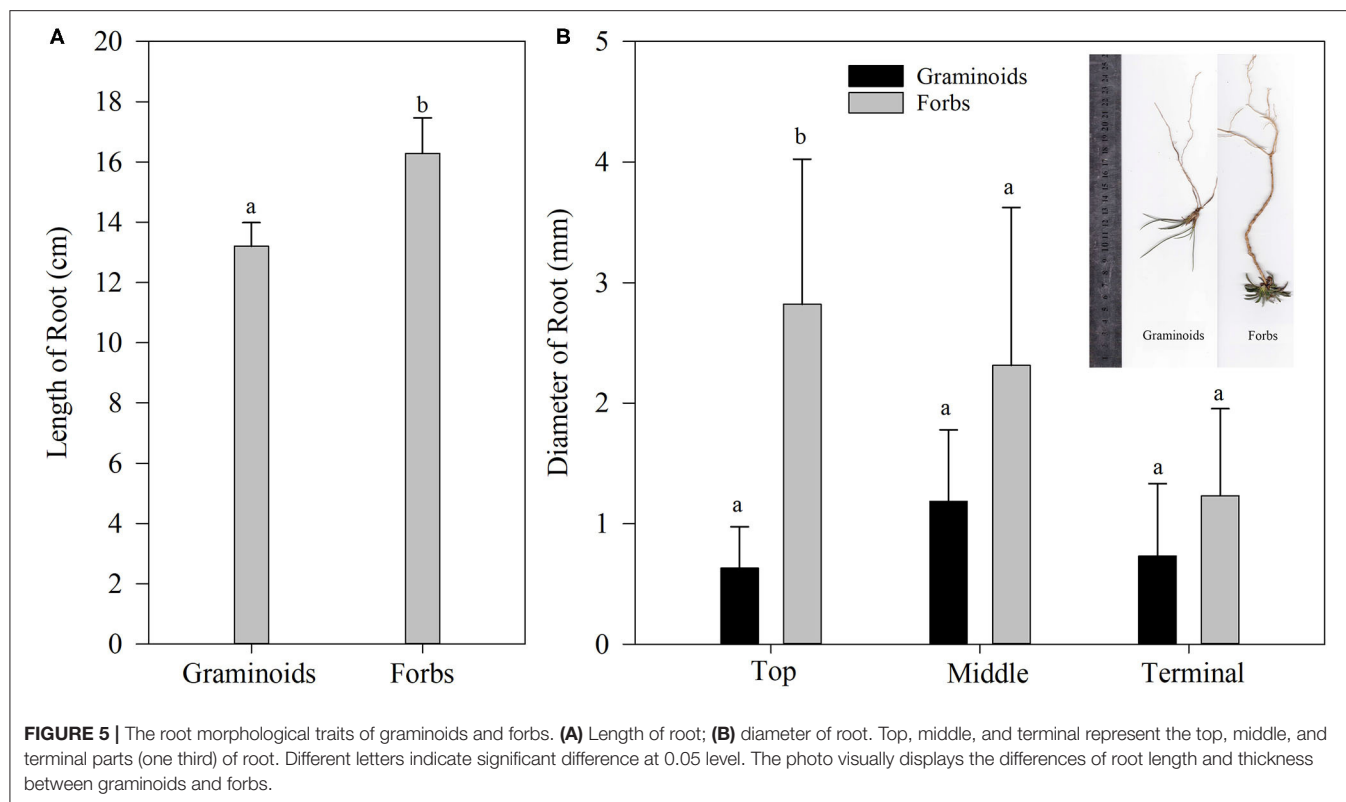 A
B
20
18
16
14
12
10
8
6
4
2
0
Length of Root (cm)
a
b
Graminoids
Forbs
5
4
3
2
1
0
Diameter of Root (mm)
Graminoids
Forbs
a
b
a
a
a
a
Top
Middle
Terminal
Graminoids
Forbs
FIGURE 5 | The root morphological traits of graminoids and forbs. (A) Length of root; (B) diameter of root. Top, middle, and terminal represent the top, middle, and
terminal parts (one third) of root. Different letters indicate significant difference at 0.05 level. The photo visually displays the differences of root length and thickness
between graminoids and forbs.